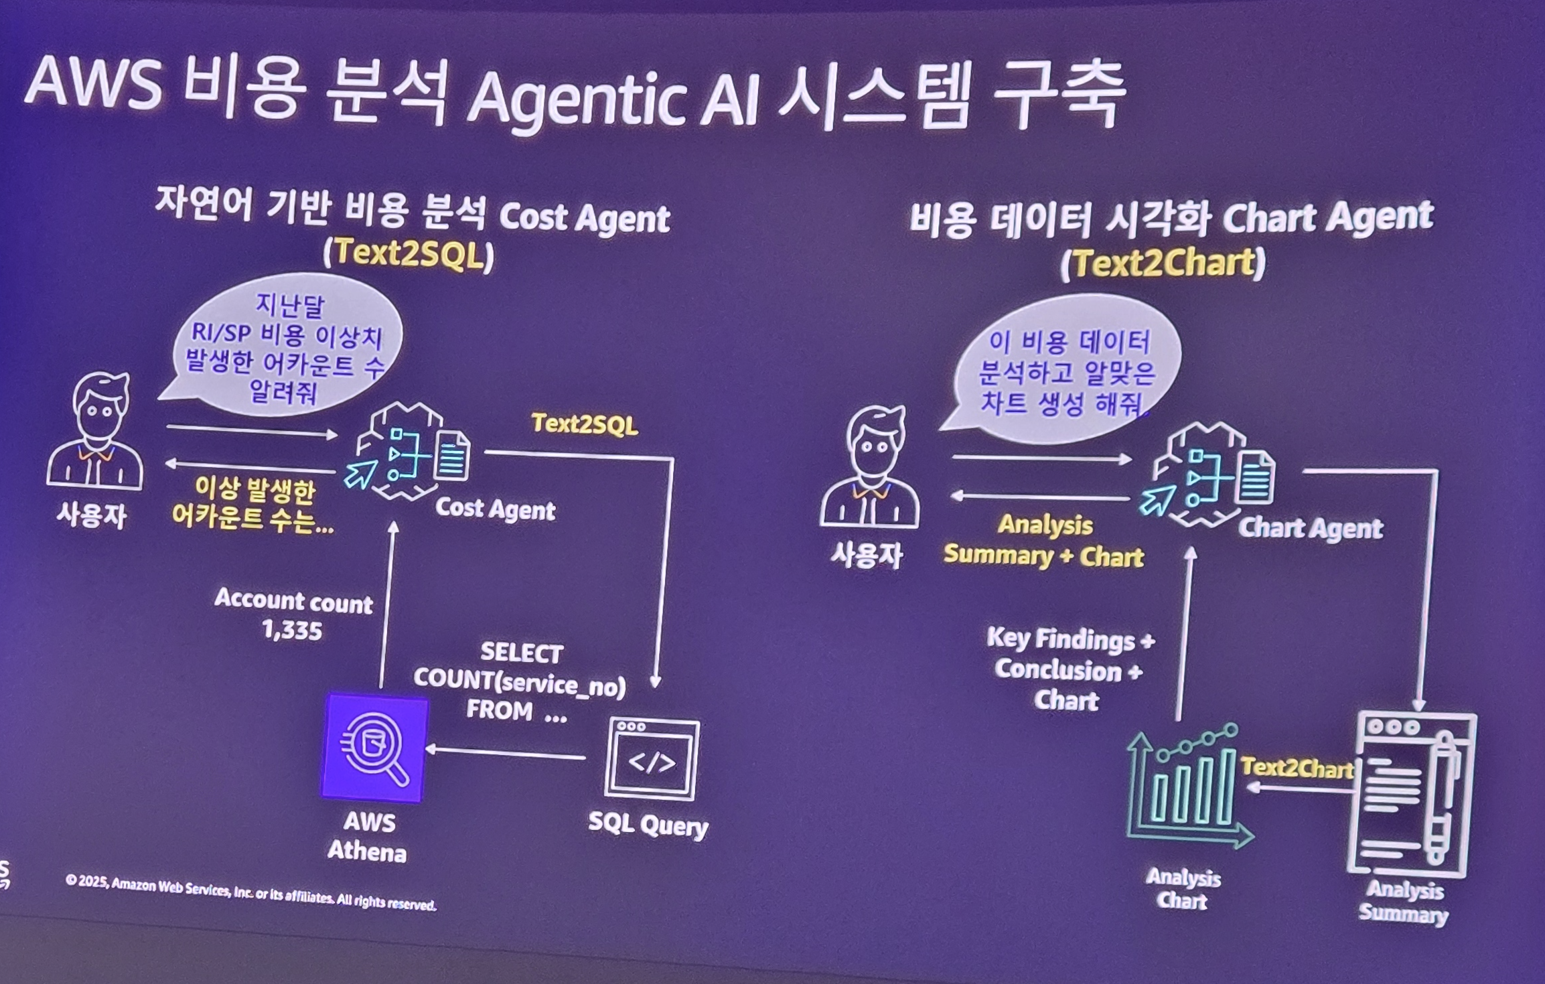 AWS 비용 분석 Agentic AI 시스템 구축
자연어 기반 비용 분석 Cost Agent
(Text2SQL)
지난달
RI/SP 비용 이상치
발생한 어카운트 수
알려줘
사용자
이상 발생한
어카운트 수는...
Cost Agent
Text2SQL
Account count
1,335
SELECT
COUNT(service_no)
FROM ...
</>
AWS
Athena
SQL Query
비용 데이터 시각화 Chart Agent
(Text2Chart)
이 비용 데이터
분석하고 알맞은
차트 생성 해줘.
사용자
Analysis
Summary + Chart
Chart Agent
Key Findings +
Conclusion +
Chart
Text2Chart
Analysis
Chart
Analysis
Summary
© 2025, Amazon Web Services, Inc. or its affiliates. All rights reserved.